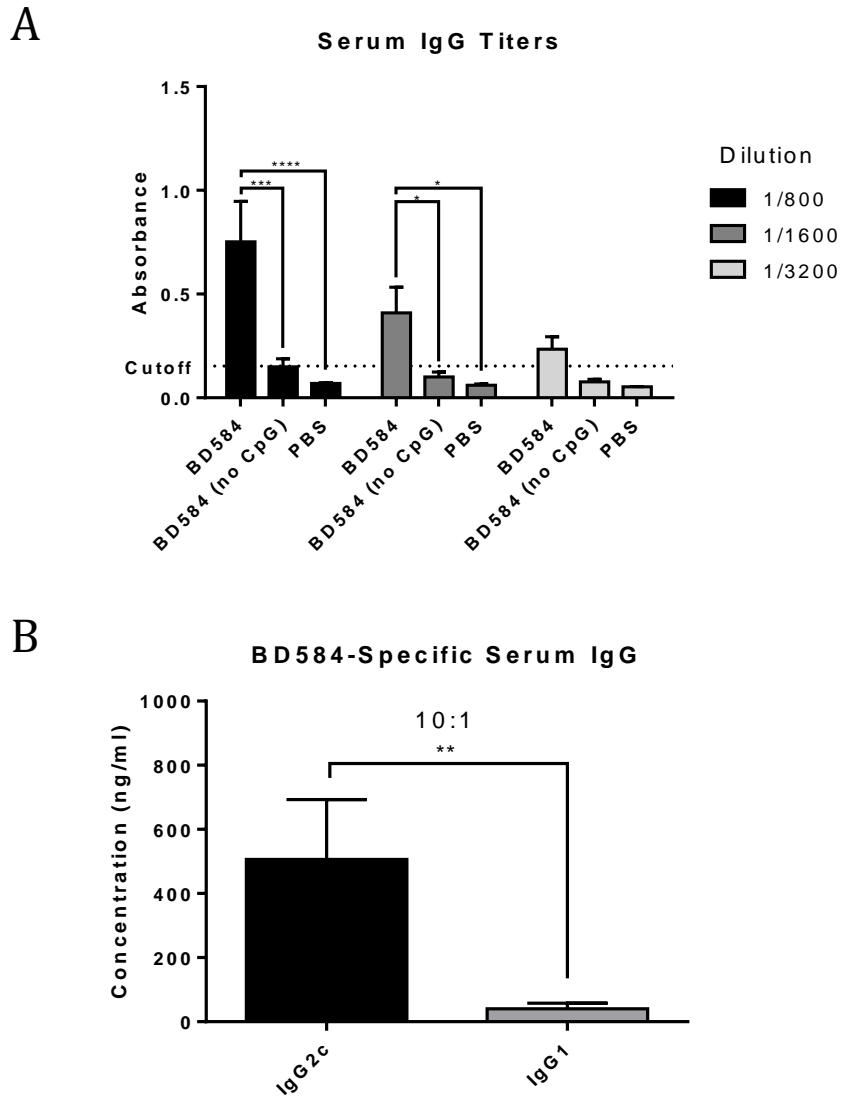 A
Serum IgG Titers
Absorbance
1.5
1.0
0.5
Cutoff
0.0
****
***
*
*
BD584
BD584 (no CpG)
PBS
BD584
BD584 (no CpG)
PBS
BD584
BD584 (no CpG)
PBS
Dilution
1/800
1/1600
1/3200
B
BD584-Specific Serum IgG
Concentration (ng/ml)
1000
800
600
400
200
0
10:1
**
IgG2c
IgG1